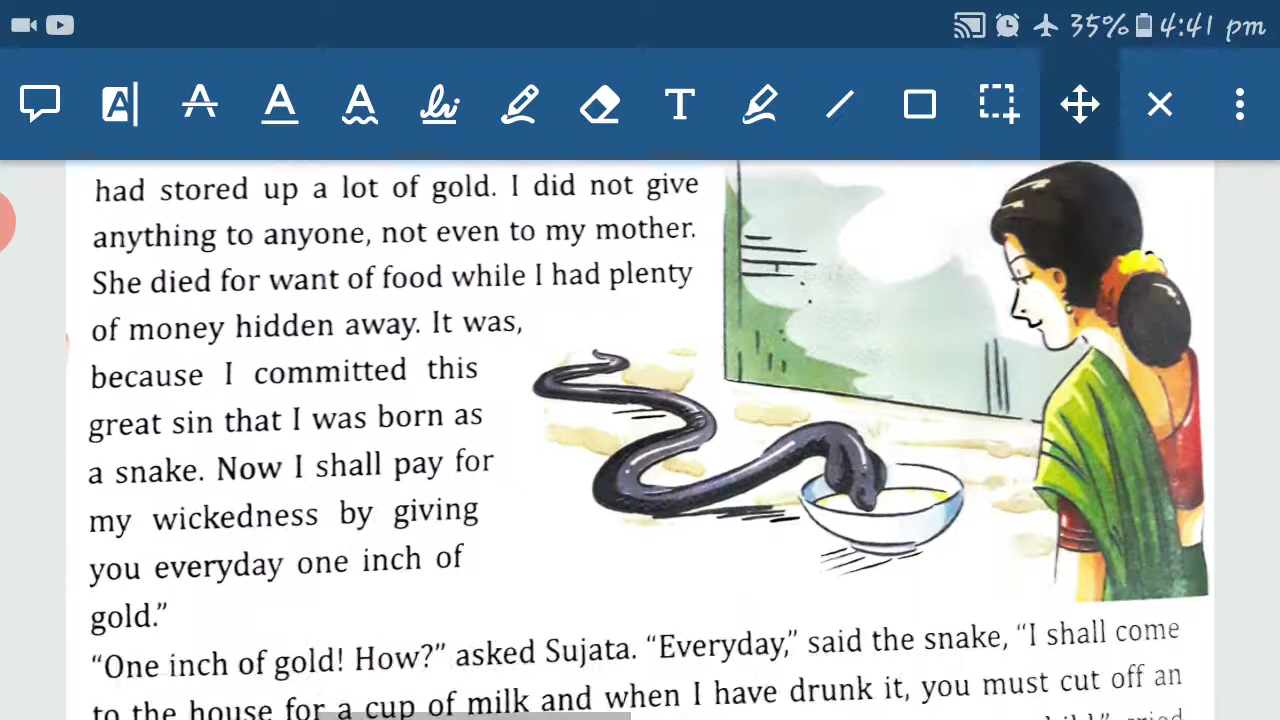 35% 4:41 pm
had stored up a lot of gold. I did not give
anything to anyone, not even to my mother.
She died for want of food while I had plenty
of money hidden away. It was,
because I committed this
great sin that I was born as
a snake. Now I shall pay for
my wickedness by giving
you everyday one inch of
gold.”
“One inch of gold! How?” asked Sujata. “Everyday,” said the snake, “I shall come
to the house for a cup of milk and when I have drunk it, you must cut off an